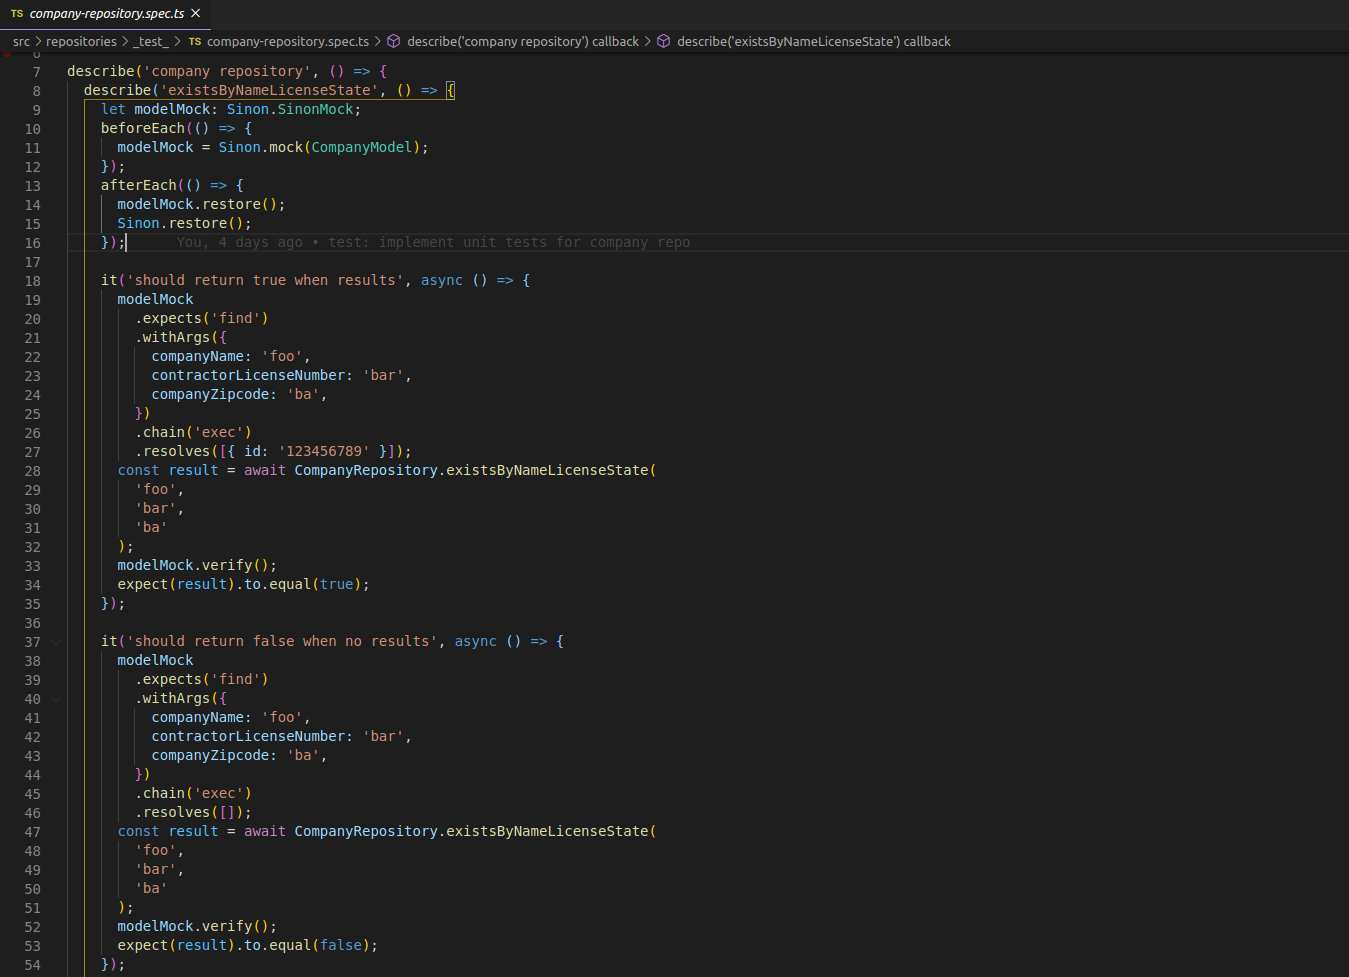 TS company-repository.spec.ts ×
src > repositories > _test_ > TS company-repository.spec.ts > describe('company repository') callback > describe('existsByNameLicenseState') callback
6
7 describe('company repository', () => {
8 describe('existsByNameLicenseState', () => {
9 let modelMock: Sinon.SinonMock;
10 beforeEach(() => {
11 modelMock = Sinon.mock(CompanyModel);
12 });
13 afterEach(() => {
14 modelMock.restore();
15 Sinon.restore();
16 }); You, 4 days ago • test: implement unit tests for company repo
17
18 it('should return true when results', async () => {
19 modelMock
20 .expects('find')
21 .withArgs({
22 companyName: 'foo',
23 contractorLicenseNumber: 'bar',
24 companyZipcode: 'ba',
25 })
26 .chain('exec')
27 .resolves([{ id: '123456789' }]);
28 const result = await CompanyRepository.existsByNameLicenseState(
29 'foo',
30 'bar',
31 'ba'
32 );
33 modelMock.verify();
34 expect(result).to.equal(true);
35 });
36
37 it('should return false when no results', async () => {
38 modelMock
39 .expects('find')
40 .withArgs({
41 companyName: 'foo',
42 contractorLicenseNumber: 'bar',
43 companyZipcode: 'ba',
44 })
45 .chain('exec')
46 .resolves([]);
47 const result = await CompanyRepository.existsByNameLicenseState(
48 'foo',
49 'bar',
50 'ba'
51 );
52 modelMock.verify();
53 expect(result).to.equal(false);
54 });